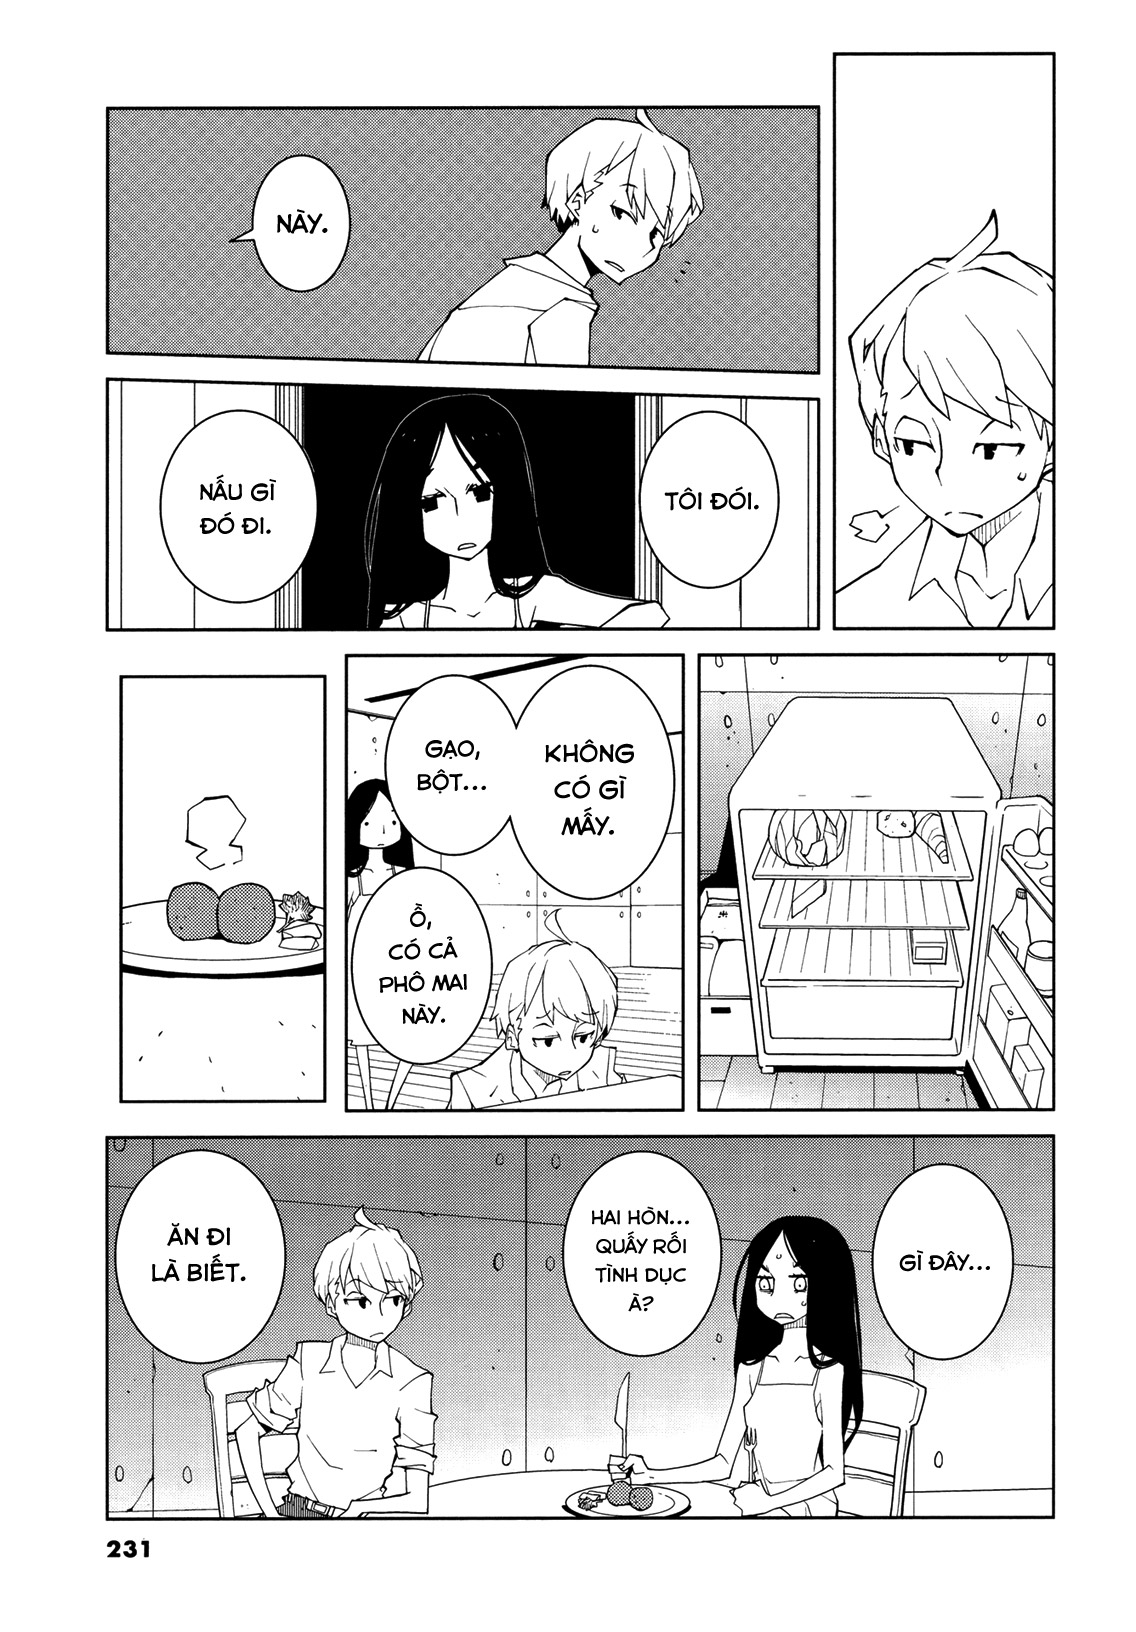 NÀY.
TÔI ĐÓI.
NẤU GÌ
ĐÓ ĐI.
KHÔNG
CÓ GÌ
MẤY.
GẠO,
BỘT...
Ồ,
CÓ CẢ
PHÔ MAI
NÀY.
GÌ ĐÂY...
HAI HÒN...
QUẤY RỐI
TÌNH DỤC
À?
ĂN ĐI
LÀ BIẾT.
231